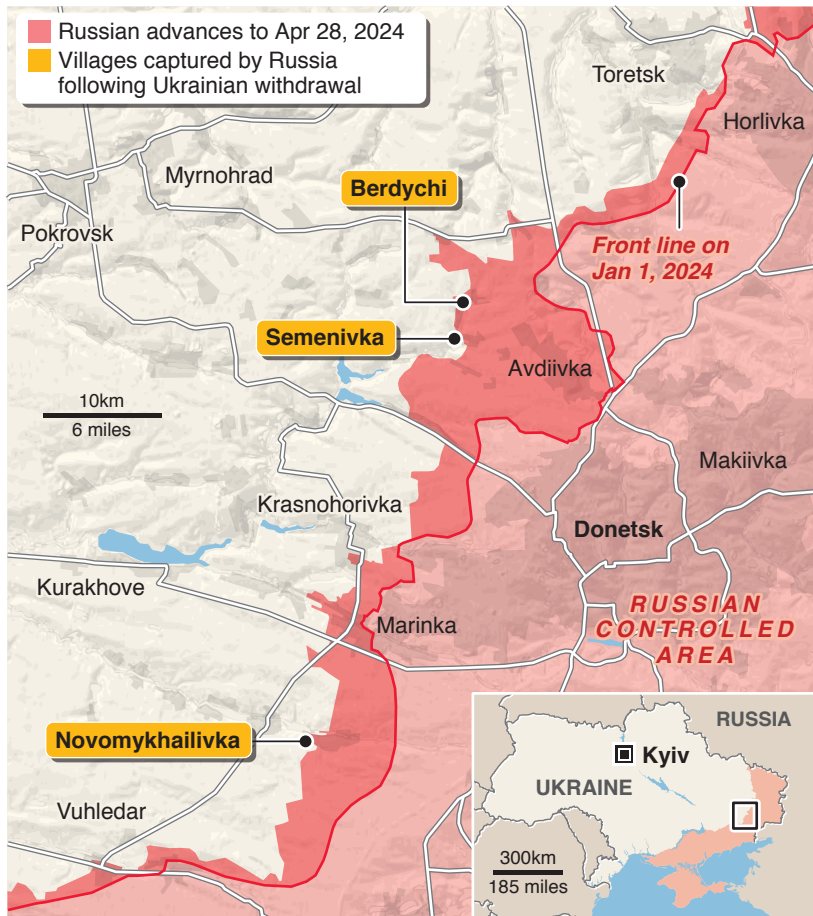 Russian advances to Apr 28, 2024
Villages captured by Russia
following Ukrainian withdrawal
Toretsk
Horlivka
Myrnohrad
Berdychi
Pokrovsk
Front line on
Jan 1, 2024
Semenivka
Avdiivka
10km
6 miles
Makiivka
Krasnohorivka
Donetsk
Kurakhove
RUSSIAN
CONTROLLED
AREA
Marinka
Novomykhailivka
RUSSIA
Kyiv
UKRAINE
Vuhledar
300km
185 miles